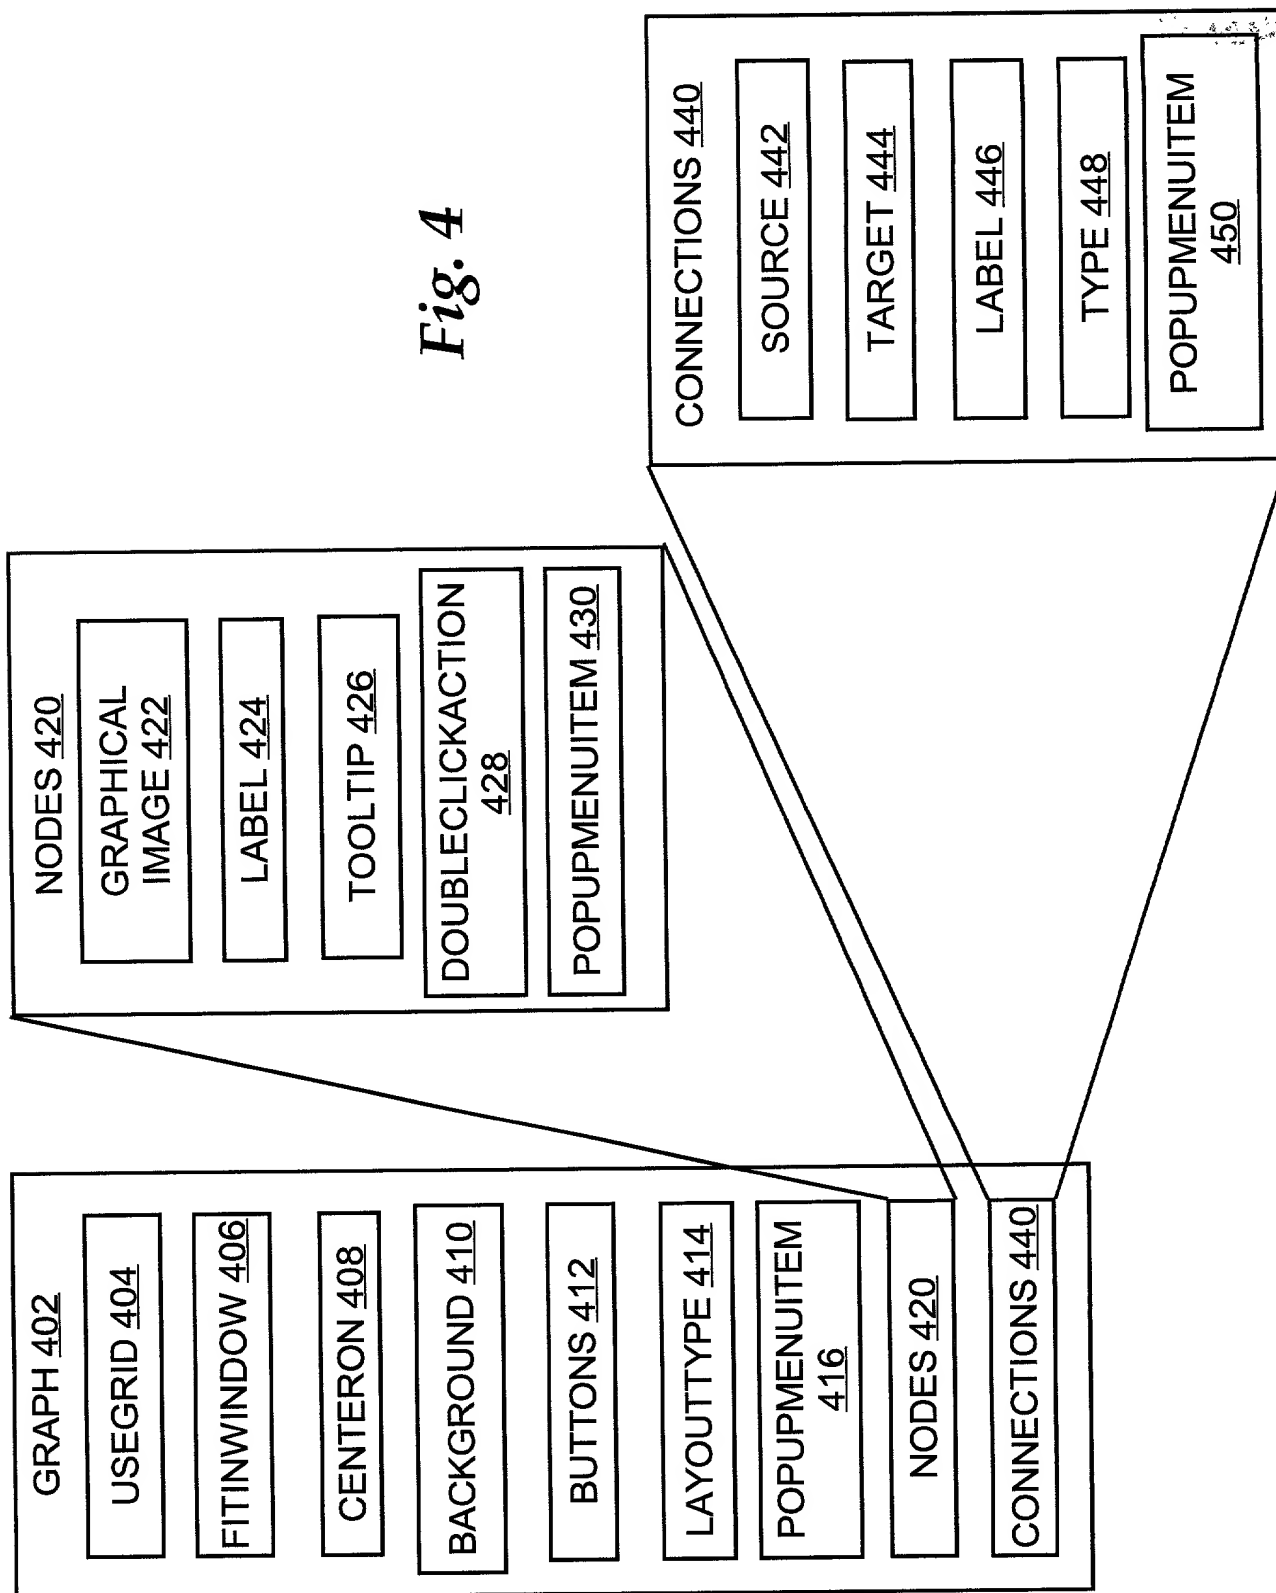 GRAPH 402
USEGRID 404
FITINWINDOW 406
CENTERON 408
BACKGROUND 410
BUTTONS 412
LAYOUTTYPE 414
POPUPMENUITEM
416
NODES 420
CONNECTIONS 440
NODES 420
GRAPHICAL
IMAGE 422
LABEL 424
TOOLTIP 426
DOUBLECLICKACTION
428
POPUPMENUITEM 430
Fig. 4
CONNECTIONS 440
SOURCE 442
TARGET 444
LABEL 446
TYPE 448
POPUPMENUITEM
450